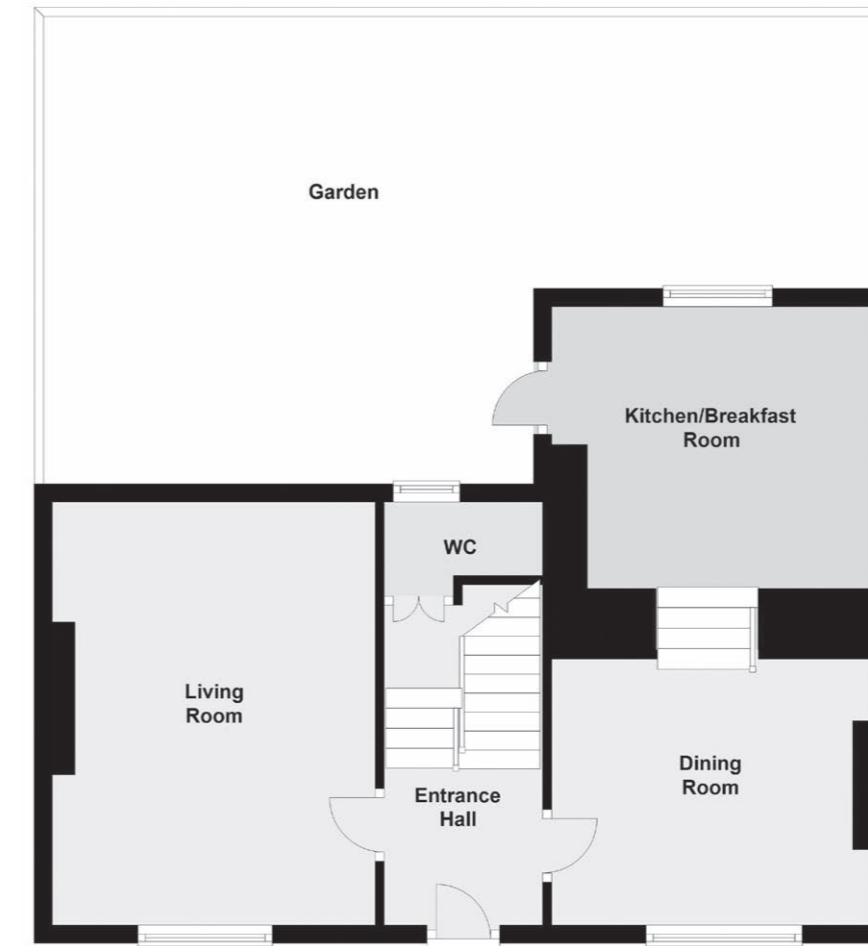 Garden
Kitchen/Breakfast
Room
WC
Living
Room
Dining
Room
Entrance
Hall